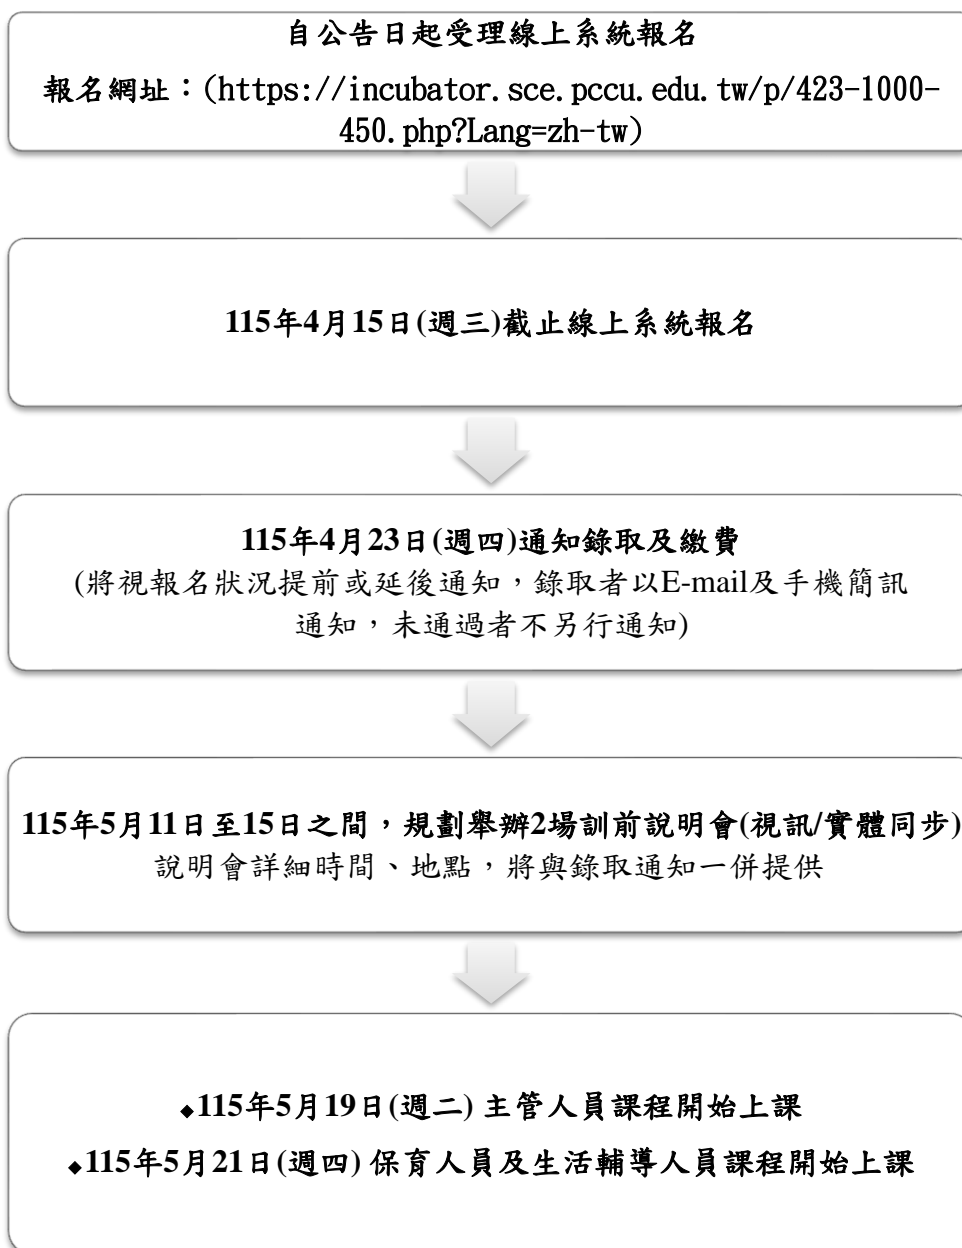 自公告日起受理線上系統報名
報名網址：(https://incubator.sce.pccu.edu.tw/p/423-1000-
450.php?Lang=zh-tw)
115年4月15日(週三)截止線上系統報名
115年4月23日(週四)通知錄取及繳費
(將視報名狀況提前或延後通知，錄取者以E-mail及手機簡訊
通知，未通過者不另行通知)
115年5月11日至15日之間，規劃舉辦2場訓前說明會(視訊/實體同步)
說明會詳細時間、地點，將與錄取通知一併提供
◆115年5月19日(週二) 主管人員課程開始上課
◆115年5月21日(週四) 保育人員及生活輔導人員課程開始上課